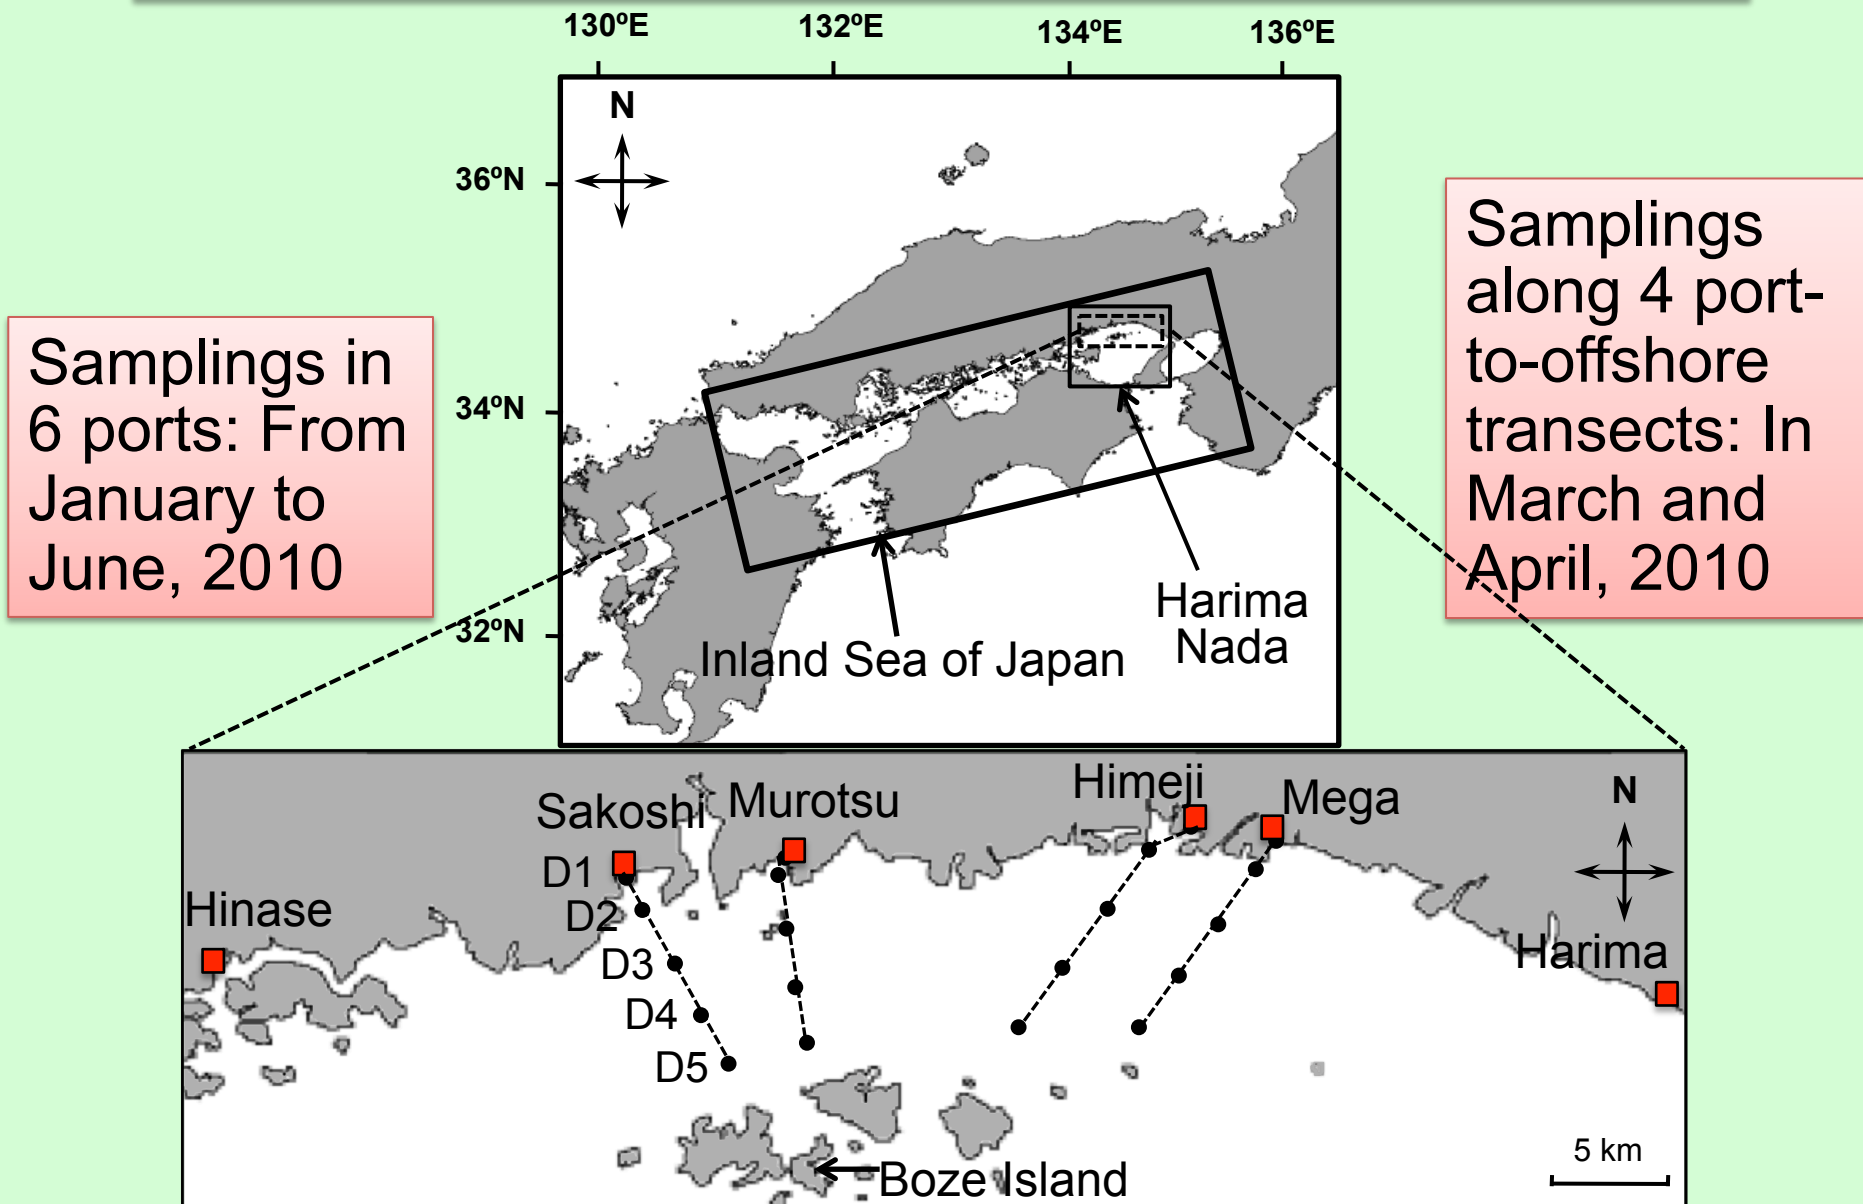 130ºE 132ºE 134ºE 136ºE
N
36ºN
34ºN
32ºN
Samplings in
6 ports: From
January to
June, 2010
Samplings
along 4 port-
to-offshore
transects: In
March and
April, 2010
Harima
Nada
Inland Sea of Japan
Himeji
Mega
N
Sakoshi
Murotsu
D1
Hinase
D2
Harima
D3
D4
D5
5 km
Boze Island